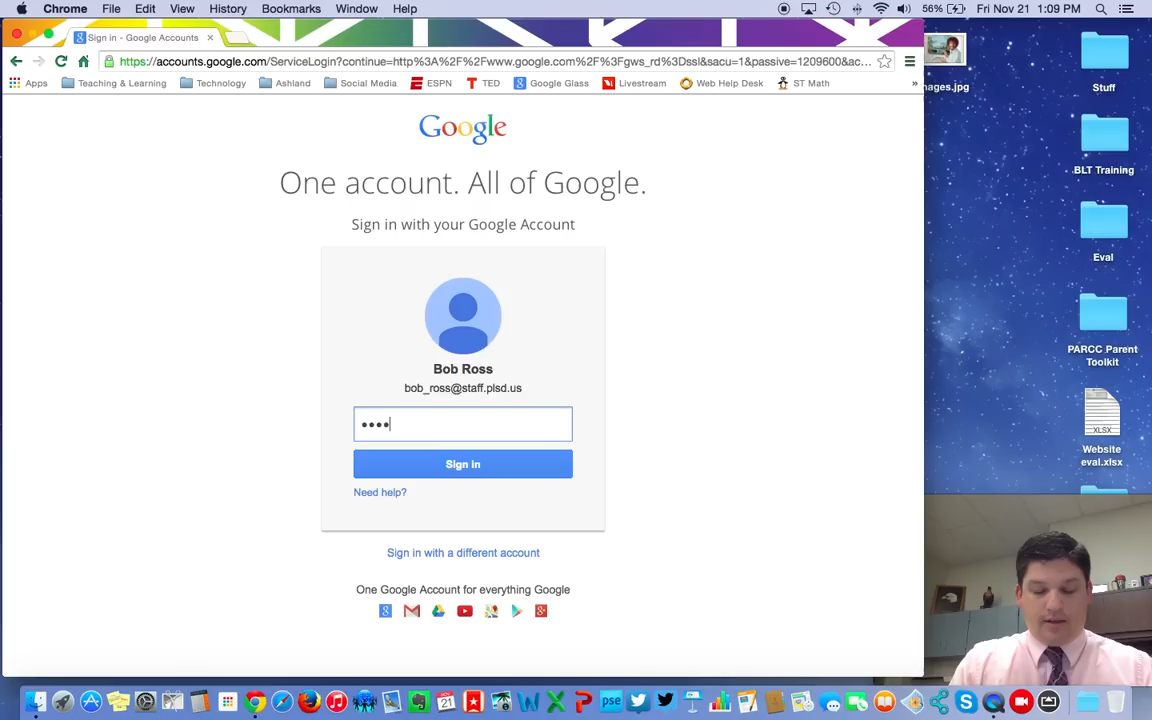 Chrome File Edit View History Bookmarks Window Help 56% Fri Nov 21 1:09 PM
Sign in - Google Accounts
https://accounts.google.com/ServiceLogin?continue=http%3A%2F%2Fwww.google.com%2F%3Fgws_rd%3Dssl&sacu=1&passive=1209600&ac...
Apps Teaching & Learning Technology Ashland Social Media ESPN TED Google Glass Livestream Web Help Desk ST Math »
Google
One account. All of Google.
Sign in with your Google Account
Bob Ross
bob_ross@staff.plsd.us
••••
Sign in
Need help?
Sign in with a different account
One Google Account for everything Google
nages.jpg
Stuff
BLT Training
Eval
PARCC Parent
Toolkit
XLSX
Website
eval.xlsx
21
pse